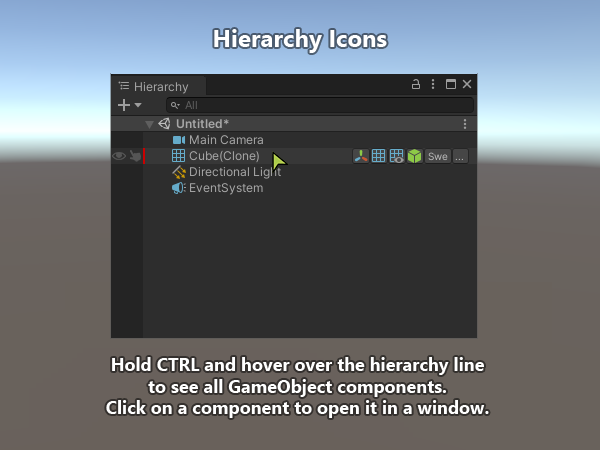 Hierarchy Icons
Hierarchy
All
Untitled*
Main Camera
Cube(Clone)
Swe
...
Directional Light
EventSystem
Hold CTRL and hover over the hierarchy line
to see all GameObject components.
Click on a component to open it in a window.